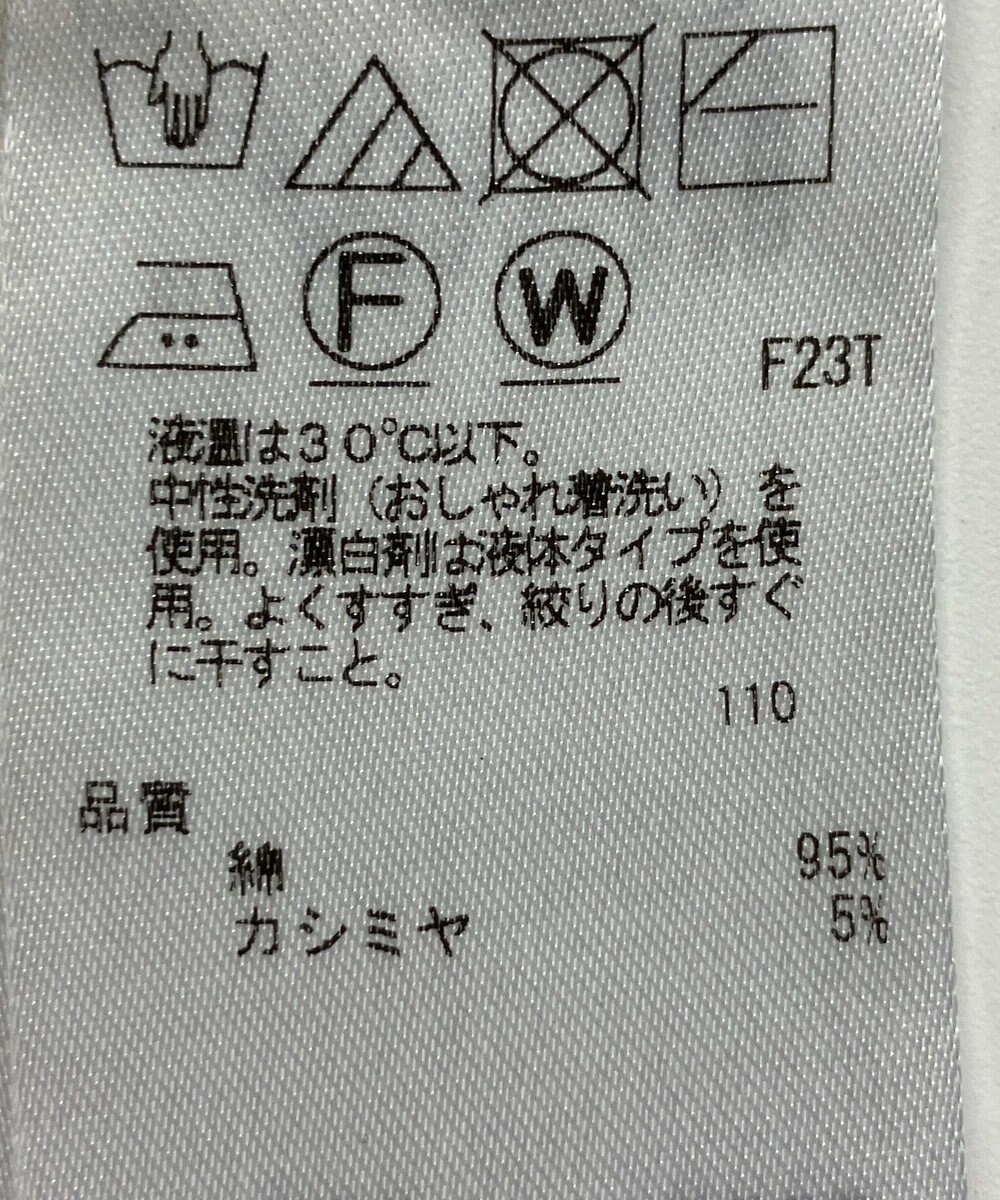 F
W
F23T
液温は30℃以下。
中性洗剤（おしゃれ着洗い）を
使用。漂白剤は液体タイプを使
用。よくすすぎ、絞りの後すぐ
に干すこと。
110
品質
綿 95%
カシミヤ 5%